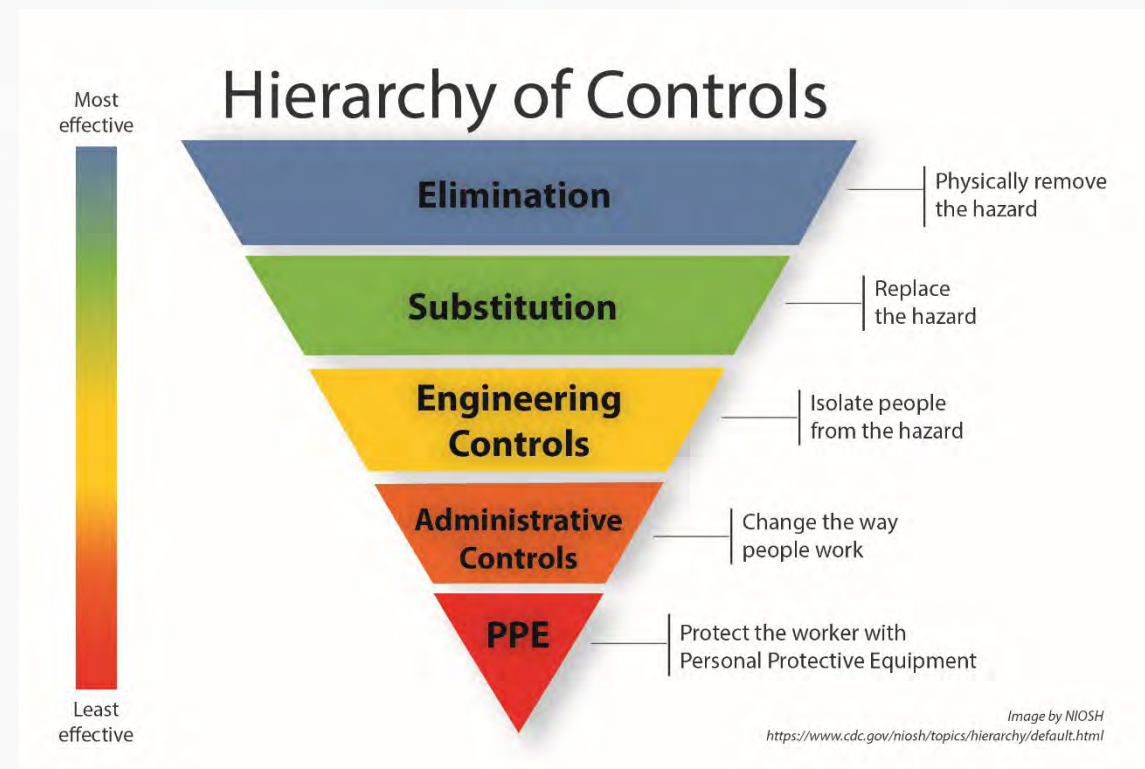 Hierarchy of Controls
Most
effective
Elimination
Physically remove
the hazard
Substitution
Replace
the hazard
Engineering
Controls
Isolate people
from the hazard
Administrative
Controls
Change the way
people work
PPE
Protect the worker with
Personal Protective Equipment
Least
effective
Image by NIOSH
https://www.cdc.gov/niosh/topics/hierarchy/default.html